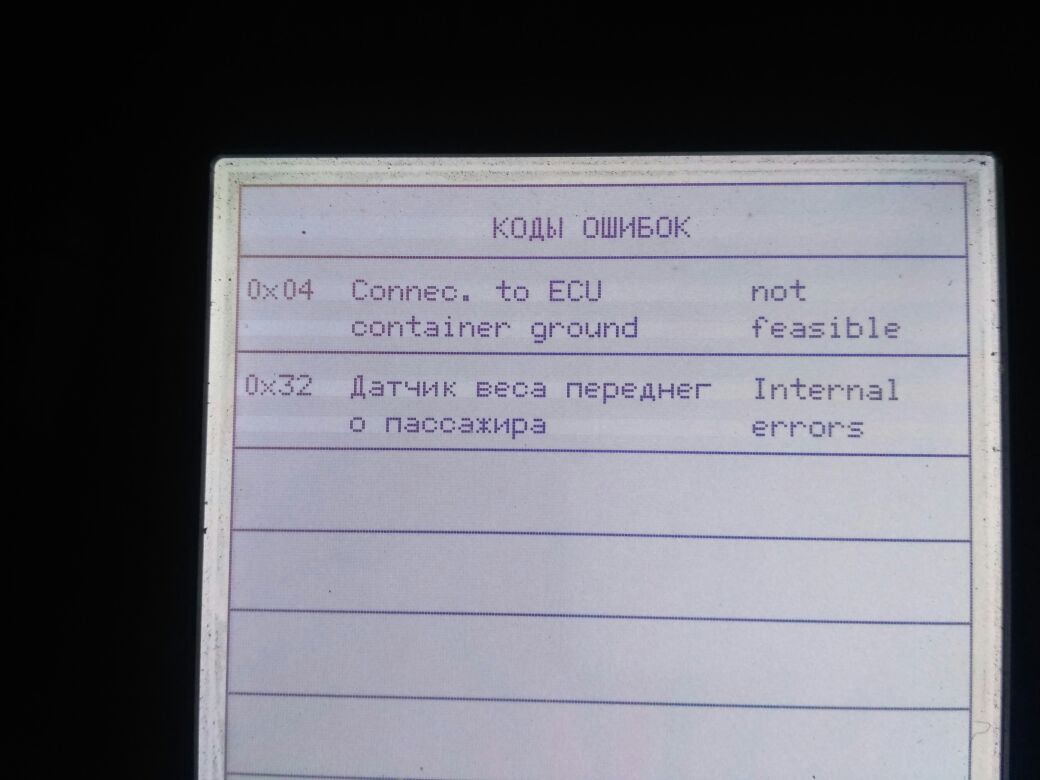 КОДЫ ОШИБОК
0x04 Connec. to ECU not
container ground feasible
0x32 Датчик веса переднег Internal
о пассажира errors